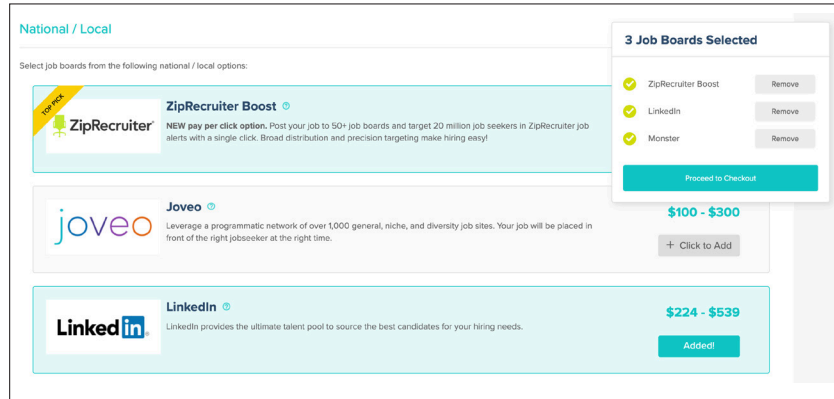 National / Local
Select job boards from the following national / local options:
TOP PICK
ZipRecruiter
ZipRecruiter Boost ?
NEW pay per click option. Post your job to 50+ job boards and target 20 million job seekers in ZipRecruiter job
alerts with a single click. Broad distribution and precision targeting make hiring easy!
joveo
Joveo ?
Leverage a programmatic network of over 1,000 general, niche, and diversity job sites. Your job will be placed in
front of the right jobseeker at the right time.
$100 - $300
+ Click to Add
Linked in.
LinkedIn ?
LinkedIn provides the ultimate talent pool to source the best candidates for your hiring needs.
$224 - $539
Added!
3 Job Boards Selected
ZipRecruiter Boost Remove
LinkedIn Remove
Monster Remove
Proceed to Checkout